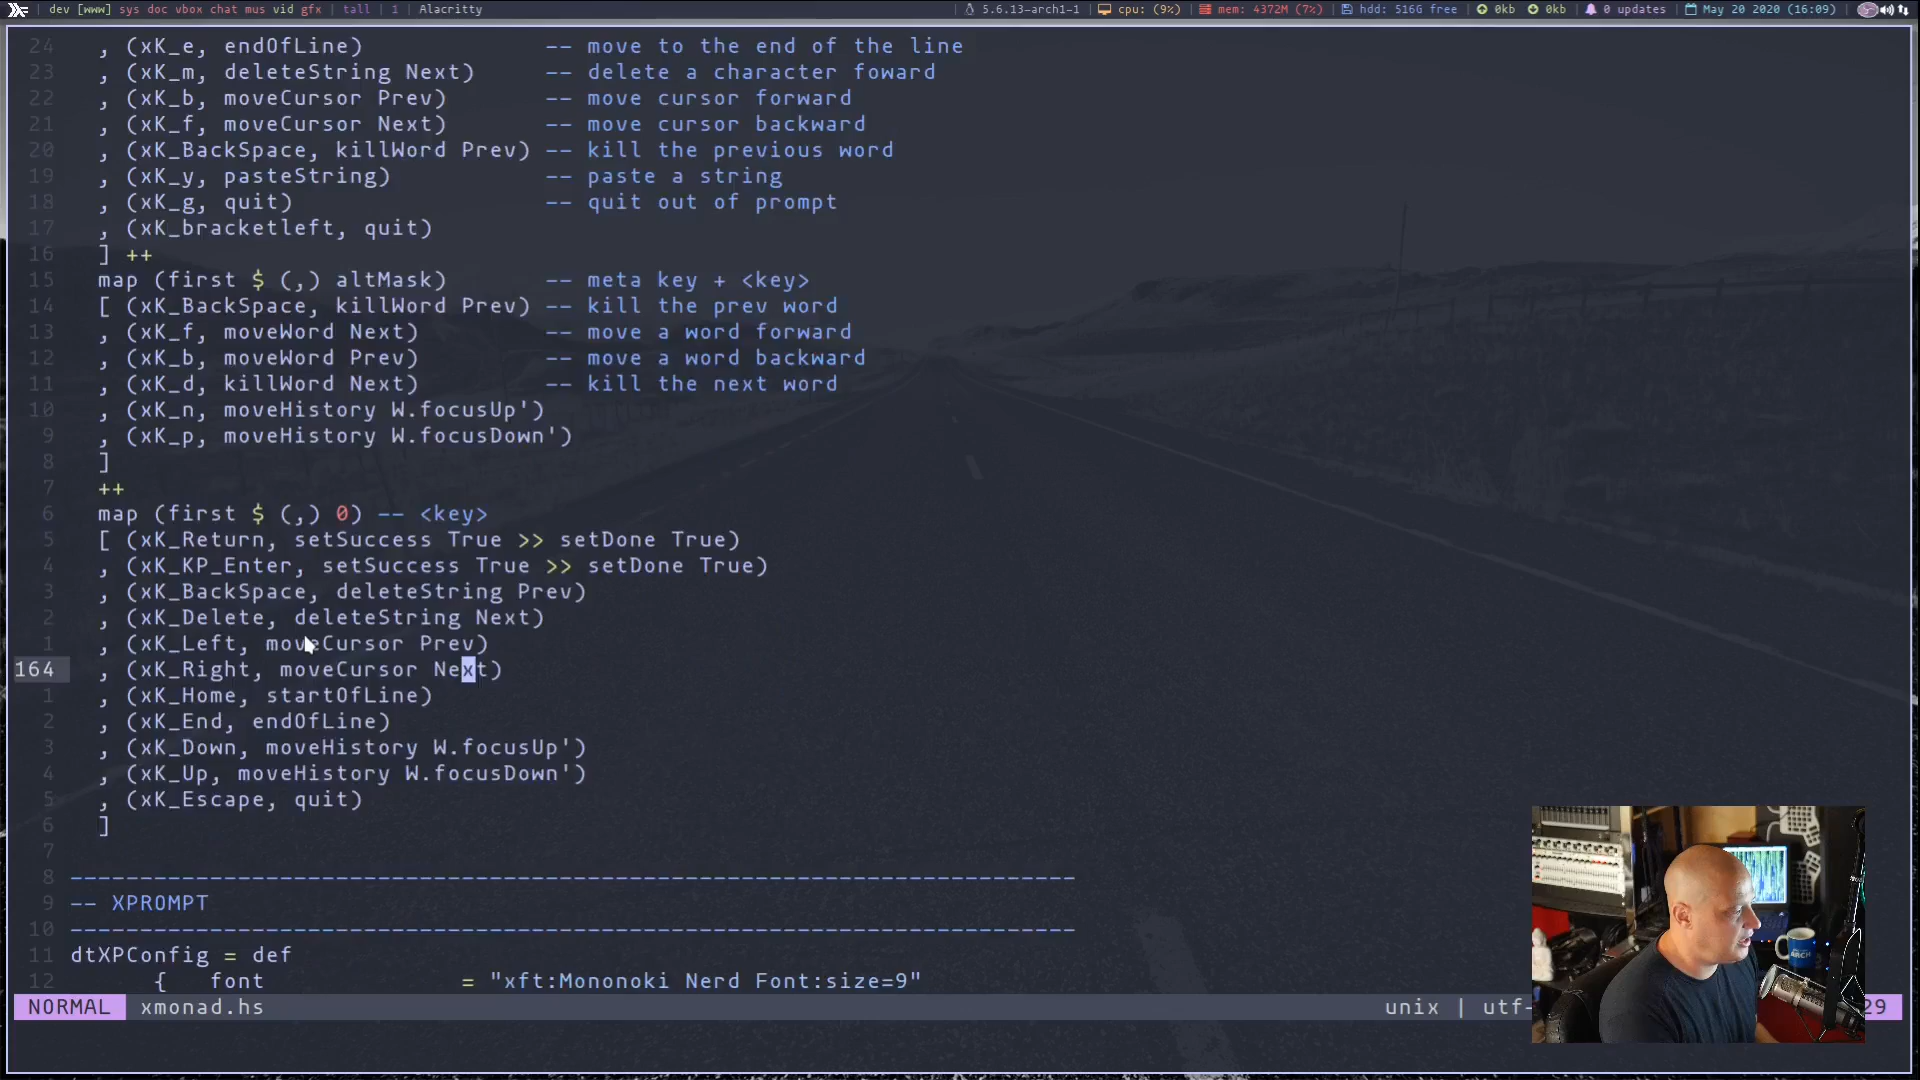 dev [www] sys doc vbox chat mus vid gfx | tall | 1 | Alacritty
5.6.13-arch1-1 | cpu: (9%) | mem: 4372M (7%) | hdd: 516G free | 0kb 0kb | 0 updates | May 20 2020 (16:09)
24 , (xK_e, endOfLine) -- move to the end of the line
23 , (xK_m, deleteString Next) -- delete a character foward
22 , (xK_b, moveCursor Prev) -- move cursor forward
21 , (xK_f, moveCursor Next) -- move cursor backward
20 , (xK_BackSpace, killWord Prev) -- kill the previous word
19 , (xK_y, pasteString) -- paste a string
18 , (xK_g, quit) -- quit out of prompt
17 , (xK_bracketleft, quit)
16 ] ++
15 map (first $ (,) altMask) -- meta key + <key>
14 [ (xK_BackSpace, killWord Prev) -- kill the prev word
13 , (xK_f, moveWord Next) -- move a word forward
12 , (xK_b, moveWord Prev) -- move a word backward
11 , (xK_d, killWord Next) -- kill the next word
10 , (xK_n, moveHistory W.focusUp')
9 , (xK_p, moveHistory W.focusDown')
8 ]
7 ++
6 map (first $ (,) 0) -- <key>
5 [ (xK_Return, setSuccess True >> setDone True)
4 , (xK_KP_Enter, setSuccess True >> setDone True)
3 , (xK_BackSpace, deleteString Prev)
2 , (xK_Delete, deleteString Next)
1 , (xK_Left, moveCursor Prev)
164 , (xK_Right, moveCursor Next)
1 , (xK_Home, startOfLine)
2 , (xK_End, endOfLine)
3 , (xK_Down, moveHistory W.focusUp')
4 , (xK_Up, moveHistory W.focusDown')
5 , (xK_Escape, quit)
6 ]
7
8 ------------------------------------------------------------------------
9 -- XPROMPT
10 ------------------------------------------------------------------------
11 dtXPConfig = def
12 { font = "xft:Mononoki Nerd Font:size=9"
NORMAL xmonad.hs unix | utf- 29
ARCH